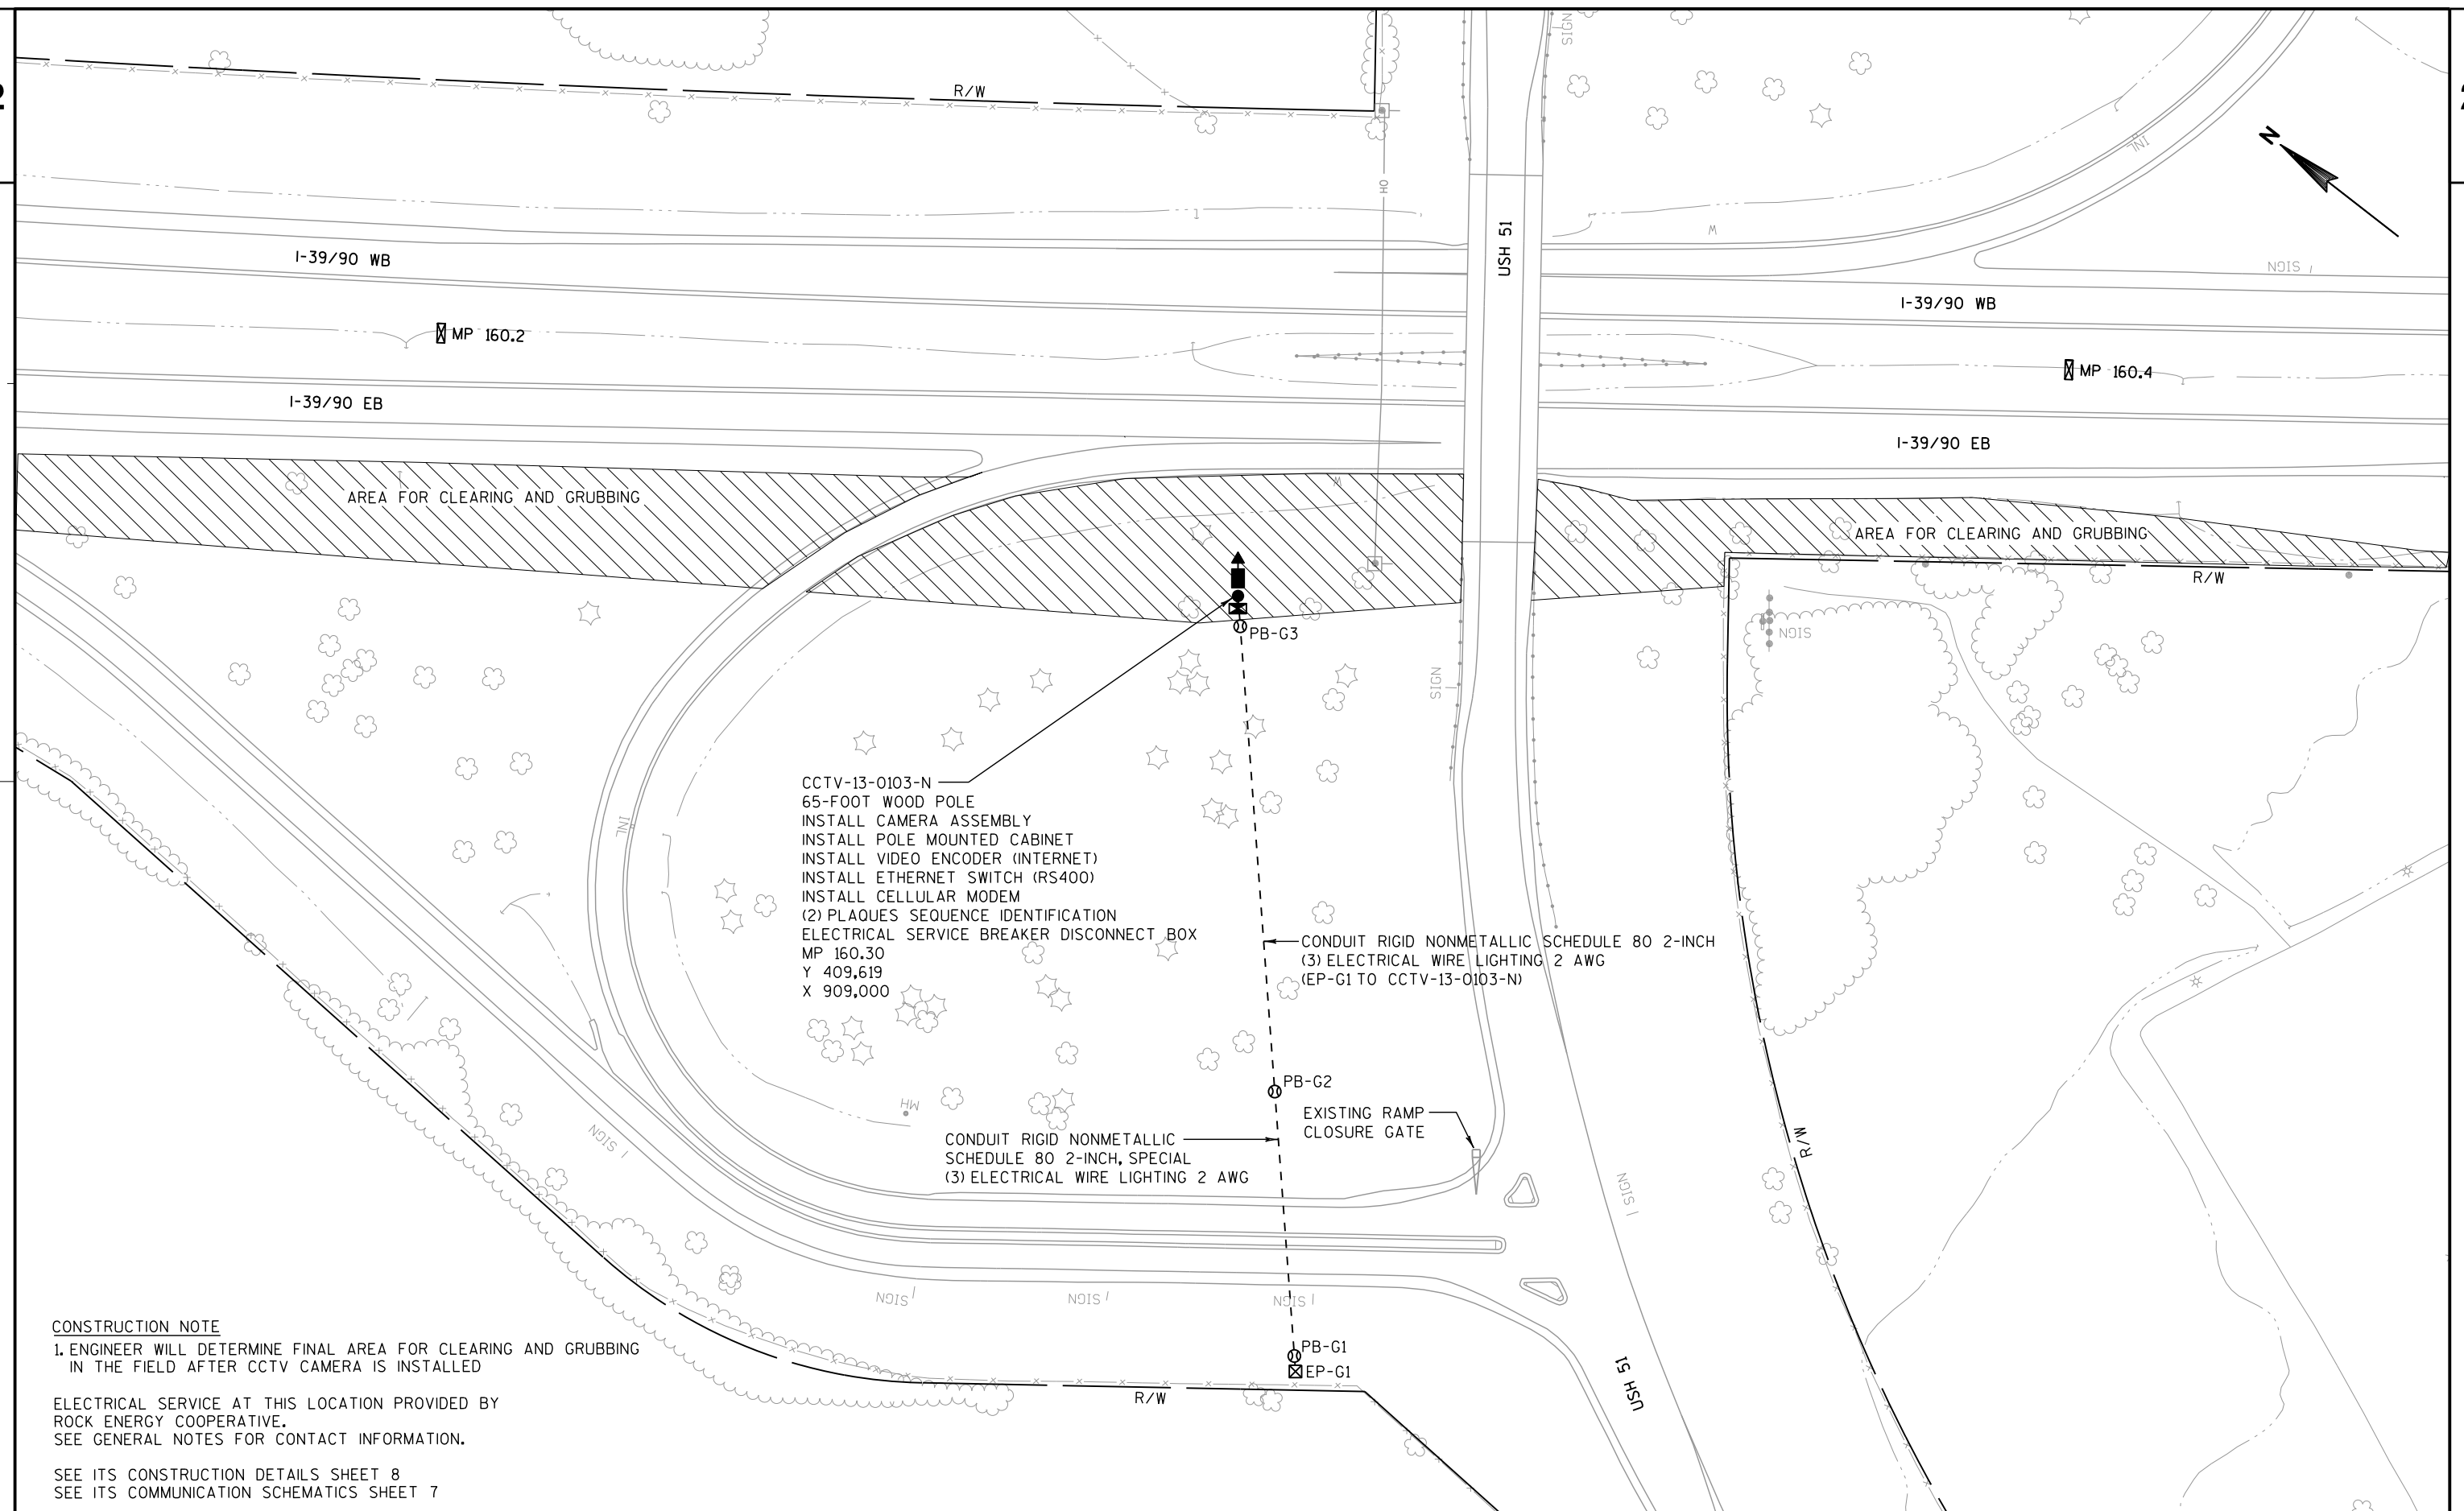 SIGN
R/W
N
INL
OH
USH 51
W
I-39/90 WB
SIGN
I-39/90 WB
MP 160.2
MP 160.4
I-39/90 EB
I-39/90 EB
W
AREA FOR CLEARING AND GRUBBING
AREA FOR CLEARING AND GRUBBING
R/W
PB-G3
SIGN
SIGN
CCTV-13-0103-N
65-FOOT WOOD POLE
INSTALL CAMERA ASSEMBLY
INSTALL POLE MOUNTED CABINET
INSTALL VIDEO ENCODER (INTERNET)
INSTALL ETHERNET SWITCH (RS400)
INSTALL CELLULAR MODEM
(2) PLAQUES SEQUENCE IDENTIFICATION
ELECTRICAL SERVICE BREAKER DISCONNECT BOX
MP 160.30
Y 409,619
X 909,000
INL
CONDUIT RIGID NONMETALLIC SCHEDULE 80 2-INCH
(3) ELECTRICAL WIRE LIGHTING 2 AWG
(EP-G1 TO CCTV-13-0103-N)
PB-G2
MH
EXISTING RAMP
CLOSURE GATE
CONDUIT RIGID NONMETALLIC
SCHEDULE 80 2-INCH, SPECIAL
(3) ELECTRICAL WIRE LIGHTING 2 AWG
SIGN
R/W
SIGN
SIGN
SIGN
SIGN
PB-G1
EP-G1
R/W
USH 51
CONSTRUCTION NOTE
1. ENGINEER WILL DETERMINE FINAL AREA FOR CLEARING AND GRUBBING
IN THE FIELD AFTER CCTV CAMERA IS INSTALLED
ELECTRICAL SERVICE AT THIS LOCATION PROVIDED BY
ROCK ENERGY COOPERATIVE.
SEE GENERAL NOTES FOR CONTACT INFORMATION.
SEE ITS CONSTRUCTION DETAILS SHEET 8
SEE ITS COMMUNICATION SCHEMATICS SHEET 7